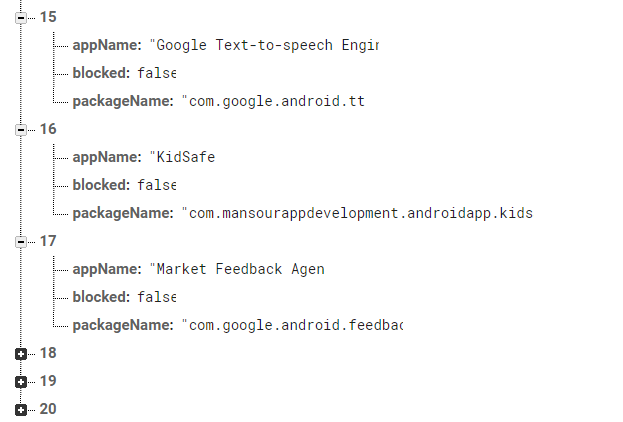 15
appName: "Google Text-to-speech Engin
blocked: false
packageName: "com.google.android.tt
16
appName: "KidSafe
blocked: false
packageName: "com.mansourappdevelopment.androidapp.kids
17
appName: "Market Feedback Agen
blocked: false
packageName: "com.google.android.feedbac
18
19
20